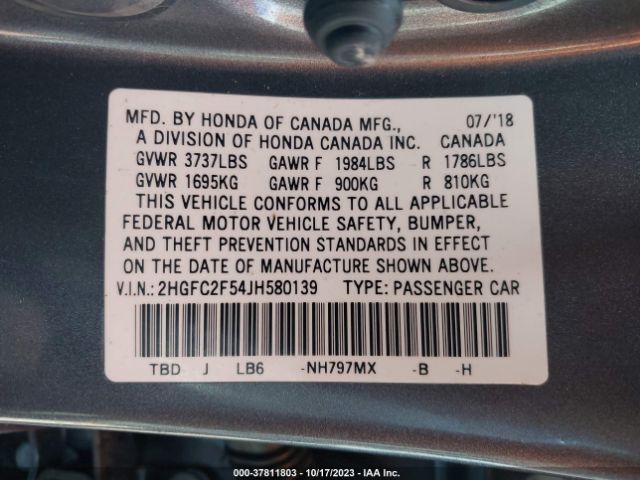 MFD. BY HONDA OF CANADA MFG., 07/'18
A DIVISION OF HONDA CANADA INC. CANADA
GVWR 3737LBS GAWR F 1984LBS R 1786LBS
GVWR 1695KG GAWR F 900KG R 810KG
THIS VEHICLE CONFORMS TO ALL APPLICABLE
FEDERAL MOTOR VEHICLE SAFETY, BUMPER,
AND THEFT PREVENTION STANDARDS IN EFFECT
ON THE DATE OF MANUFACTURE SHOWN ABOVE.
V.I.N.: 2HGFC2F54JH580139 TYPE: PASSENGER CAR
TBD J LB6 -NH797MX -B -H
000-37811803 | 10/17/2023 | IAA Inc.